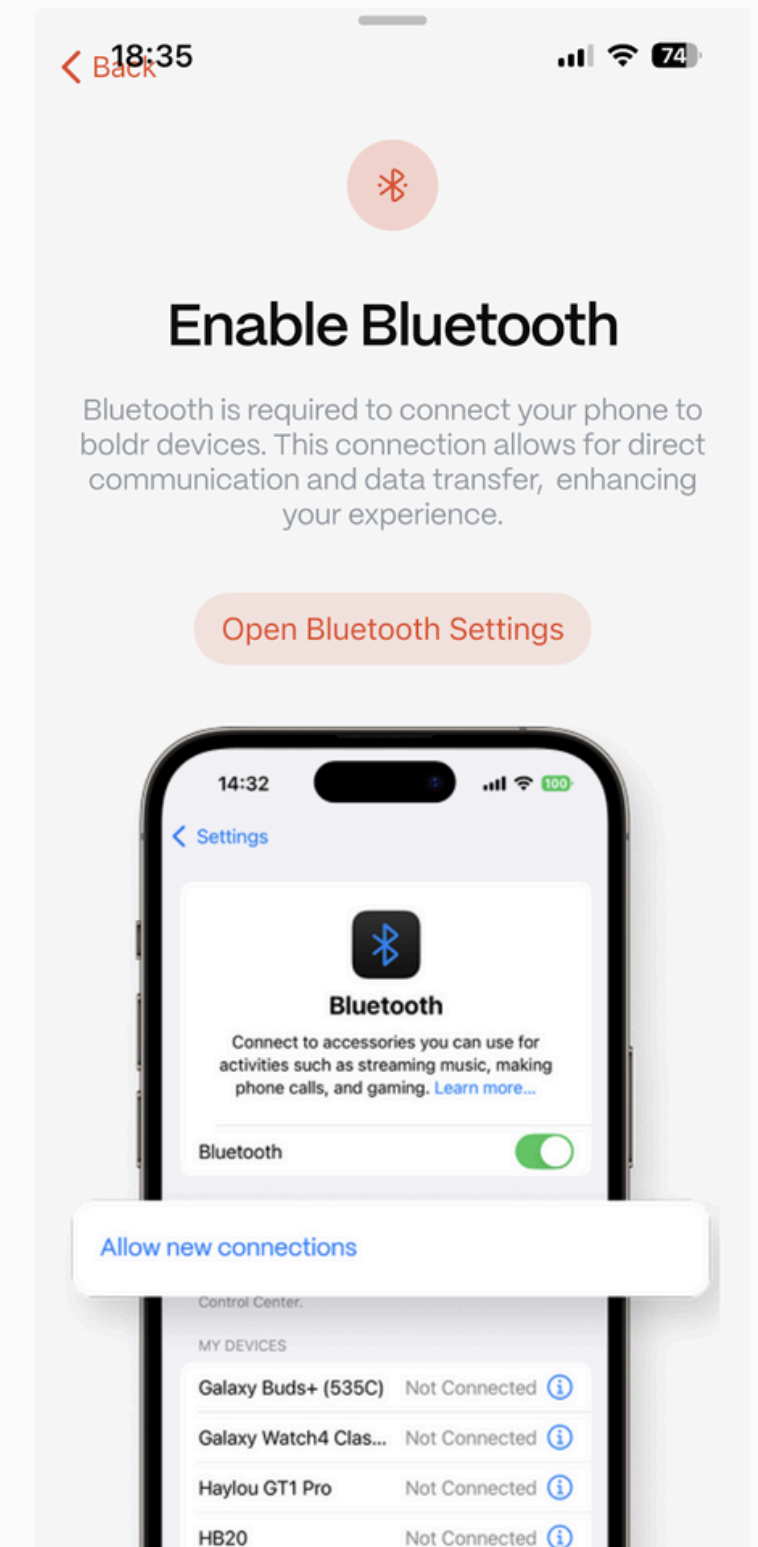 18:35
Back
74
Enable Bluetooth
Bluetooth is required to connect your phone to
boldr devices. This connection allows for direct
communication and data transfer,  enhancing
your experience.
Open Bluetooth Settings
14:32
100
Settings
Bluetooth
Connect to accessories you can use for
activities such as streaming music, making
phone calls, and gaming. Learn more...
Bluetooth
Allow new connections
Control Center.
MY DEVICES
Galaxy Buds+ (535C) Not Connected
Galaxy Watch4 Clas... Not Connected
Haylou GT1 Pro Not Connected
HB20 Not Connected